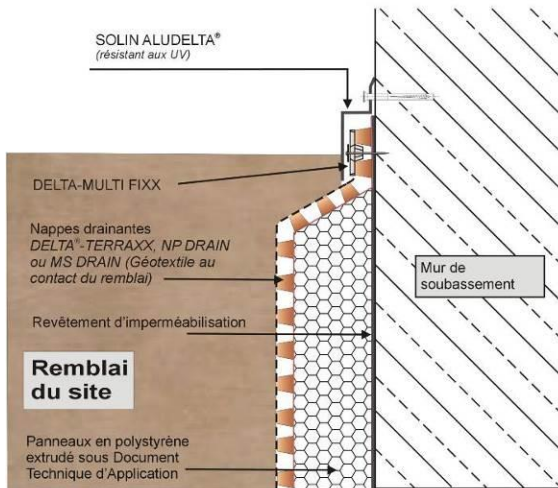 SOLIN ALUDELTA®
(résistant aux UV)
DELTA-MULTI FIXX
Nappes drainantes
DELTA®-TERRAXX, NP DRAIN
ou MS DRAIN (Géotextile au
contact du remblai)
Mur de
soubassement
Revêtement d'imperméabilisation
Remblai
du site
Panneaux en polystyrène
extrudé sous Document
Technique d'Application